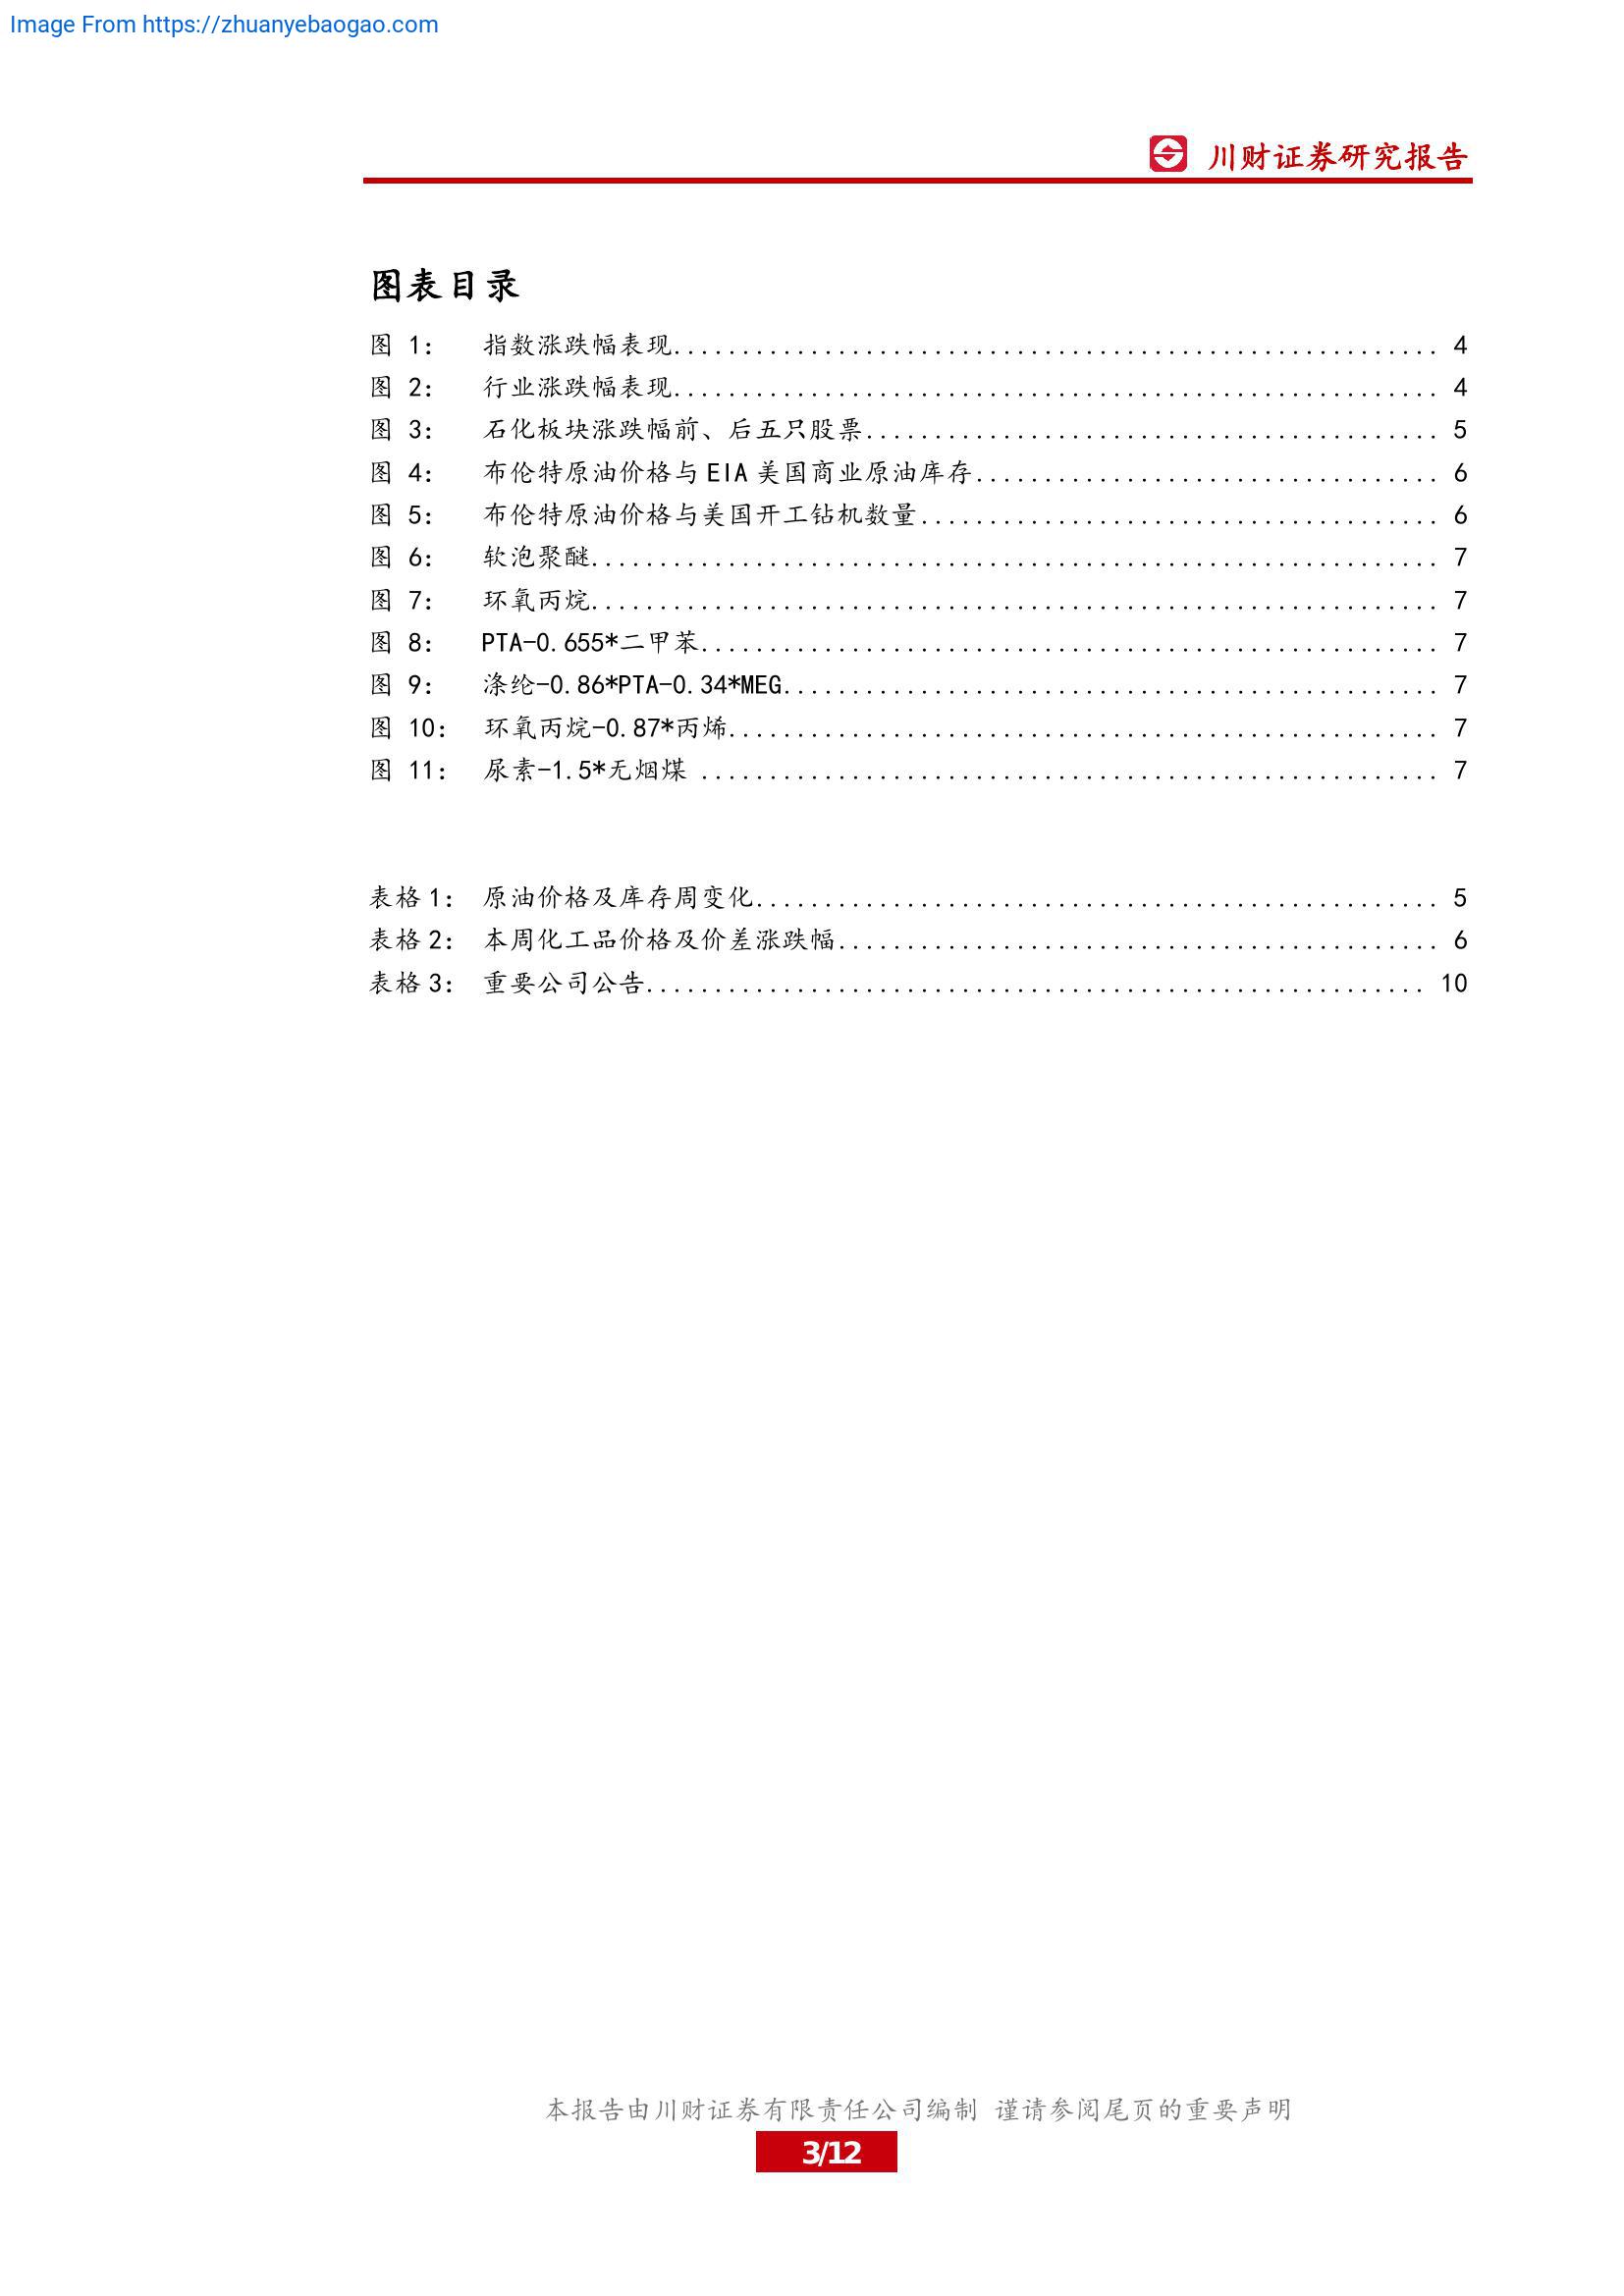 Image From https://zhuanyebaogao.com
川财证券研究报告
图表目录
图 1： 指数涨跌幅表现........................................................ 4
图 2： 行业涨跌幅表现........................................................ 4
图 3： 石化板块涨跌幅前、后五只股票.......................................... 5
图 4： 布伦特原油价格与 EIA 美国商业原油库存.................................. 6
图 5： 布伦特原油价格与美国开工钻机数量...................................... 6
图 6： 软泡聚醚.............................................................. 7
图 7： 环氧丙烷.............................................................. 7
图 8： PTA-0.655*二甲苯...................................................... 7
图 9： 涤纶-0.86*PTA-0.34*MEG................................................ 7
图 10： 环氧丙烷-0.87*丙烯.................................................... 7
图 11： 尿素-1.5*无烟煤 ...................................................... 7
表格 1： 原油价格及库存周变化.................................................. 5
表格 2： 本周化工品价格及价差涨跌幅............................................ 6
表格 3： 重要公司公告......................................................... 10
本报告由川财证券有限责任公司编制 谨请参阅尾页的重要声明
3/12